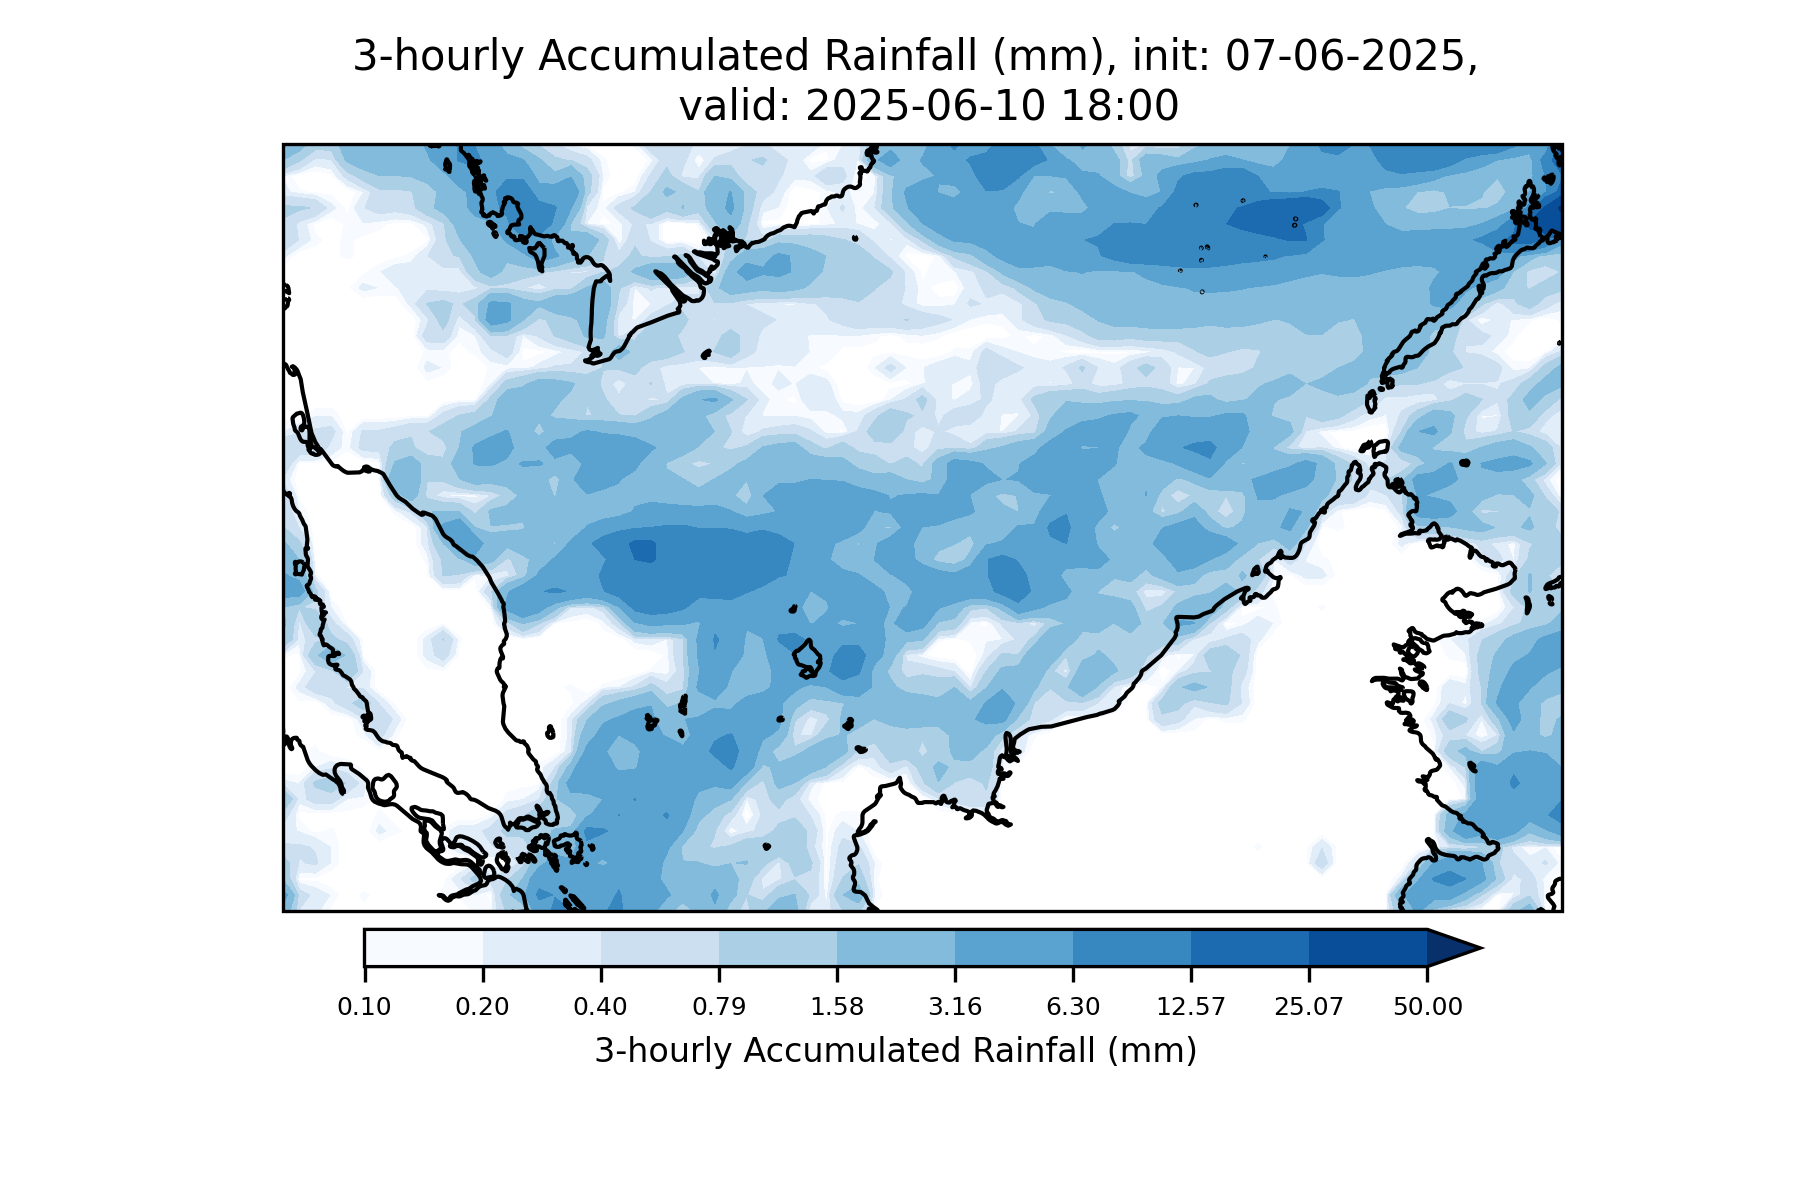 3-hourly Accumulated Rainfall (mm), init: 07-06-2025,
valid: 2025-06-10 18:00
0.10 0.20 0.40 0.79 1.58 3.16 6.30 12.57 25.07 50.00
3-hourly Accumulated Rainfall (mm)